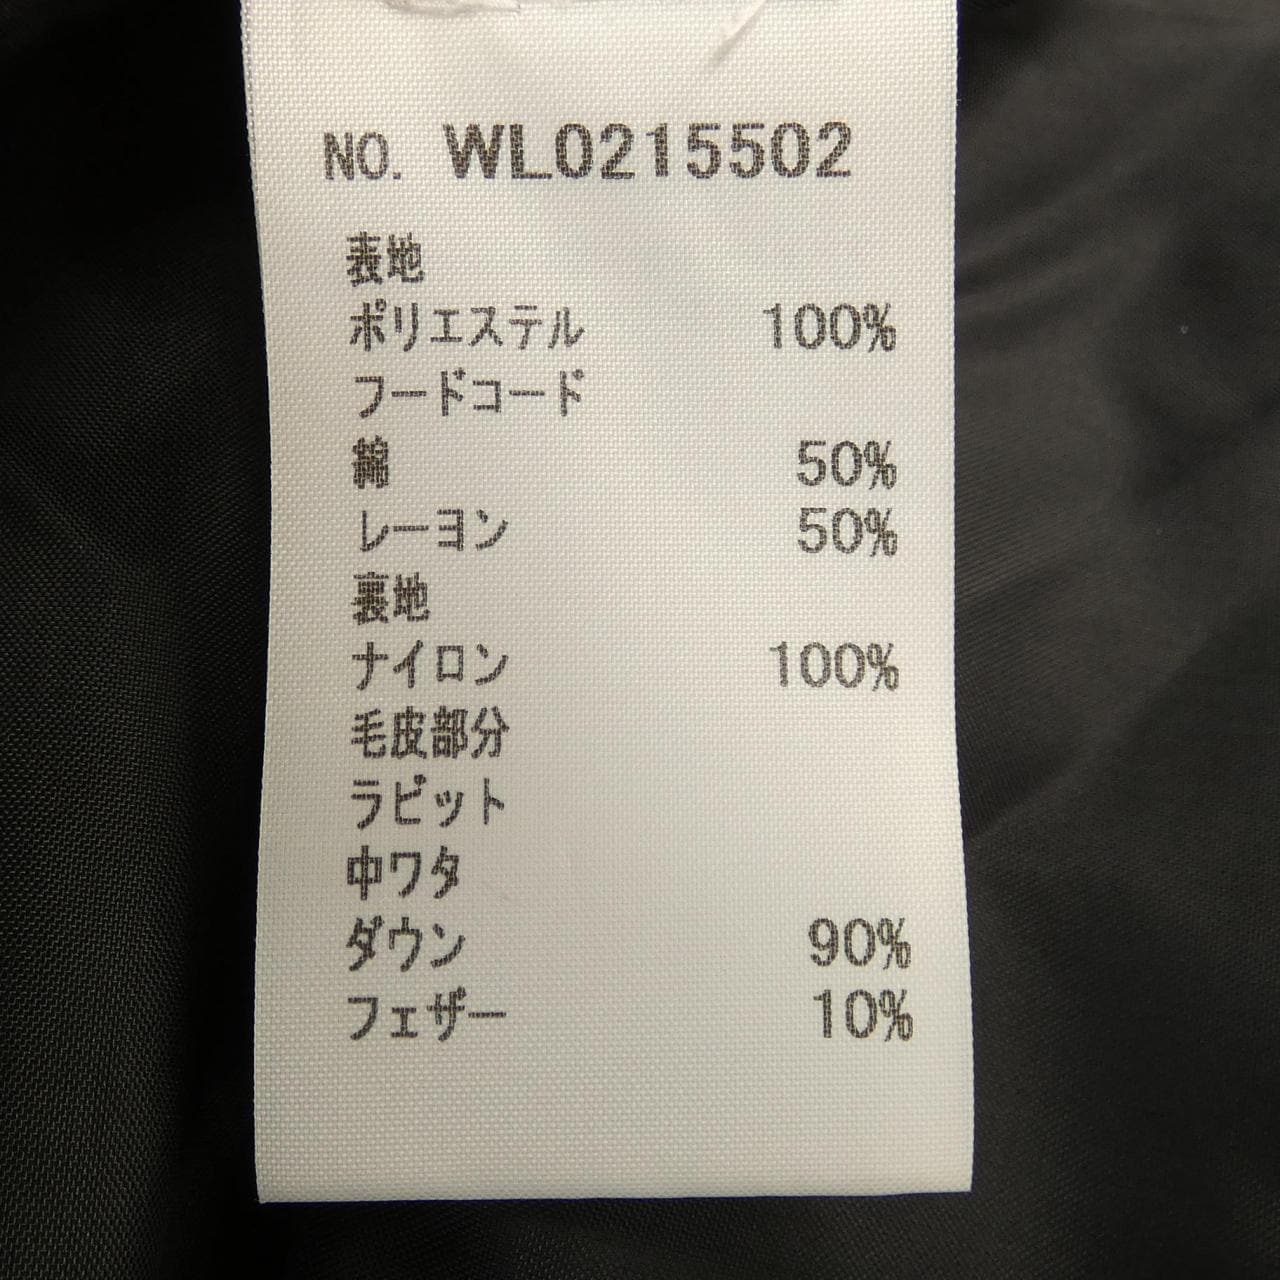 NO. WL0215502
表地
ポリエステル 100%
フードコード
綿 50%
レーヨン 50%
裏地
ナイロン 100%
毛皮部分
ラビット
中ワタ
ダウン 90%
フェザー 10%